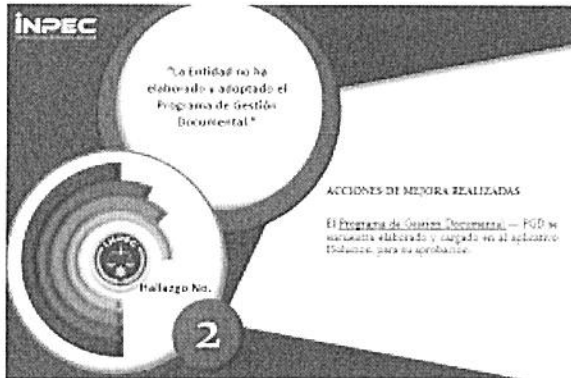 INPEC
"La Entidad no ha
elaborado y adoptado el
Programa de Gestión
Documental."
ACCIONES DE MEJORA REALIZADAS
El Programa de Gestión Documental — PGD se
encuentra elaborado y cargado en el aplicativo
ISolucion, para su aprobación.
Hallazgo No.
2